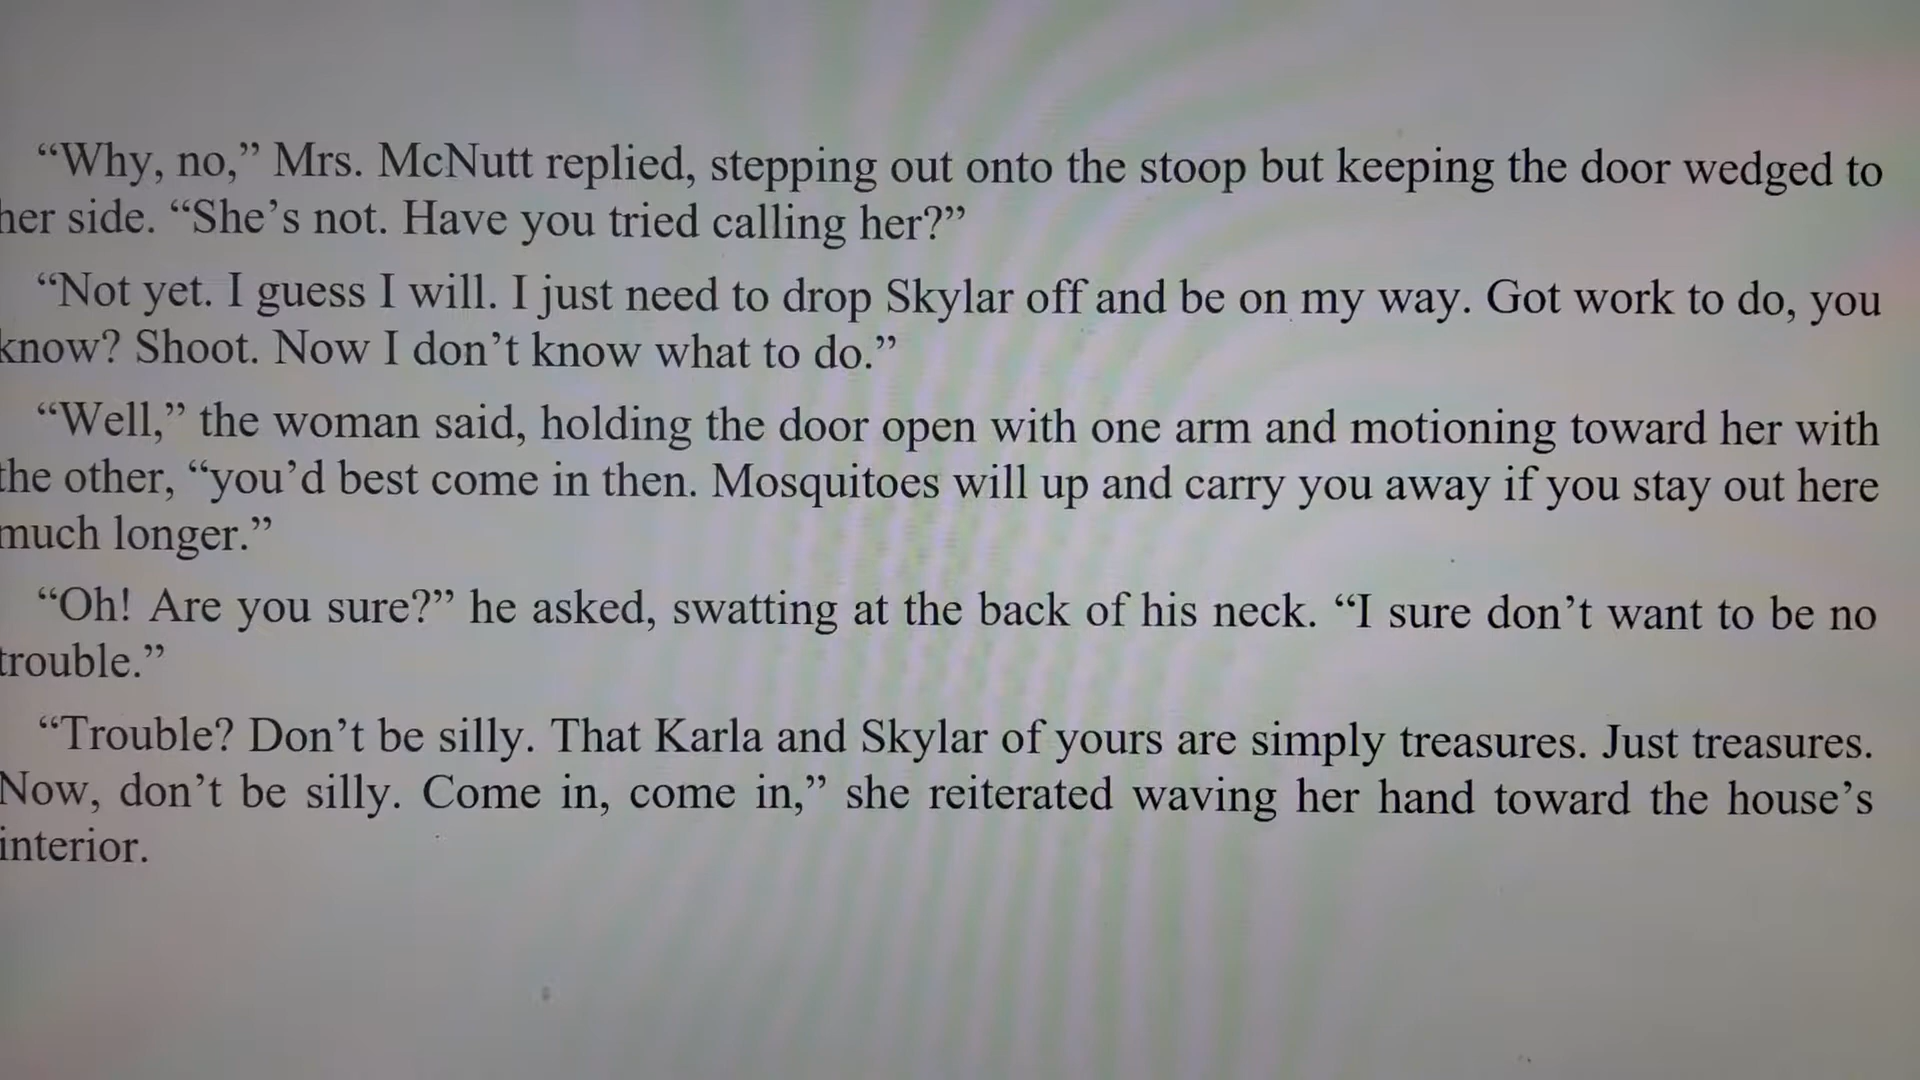 “Why, no,” Mrs. McNutt replied, stepping out onto the stoop but keeping the door wedged to
her side. “She’s not. Have you tried calling her?”
“Not yet. I guess I will. I just need to drop Skylar off and be on my way. Got work to do, you
know? Shoot. Now I don’t know what to do.”
“Well,” the woman said, holding the door open with one arm and motioning toward her with
the other, “you’d best come in then. Mosquitoes will up and carry you away if you stay out here
much longer.”
“Oh! Are you sure?” he asked, swatting at the back of his neck. “I sure don’t want to be no
trouble.”
“Trouble? Don’t be silly. That Karla and Skylar of yours are simply treasures. Just treasures.
Now, don’t be silly. Come in, come in,” she reiterated waving her hand toward the house’s
interior.